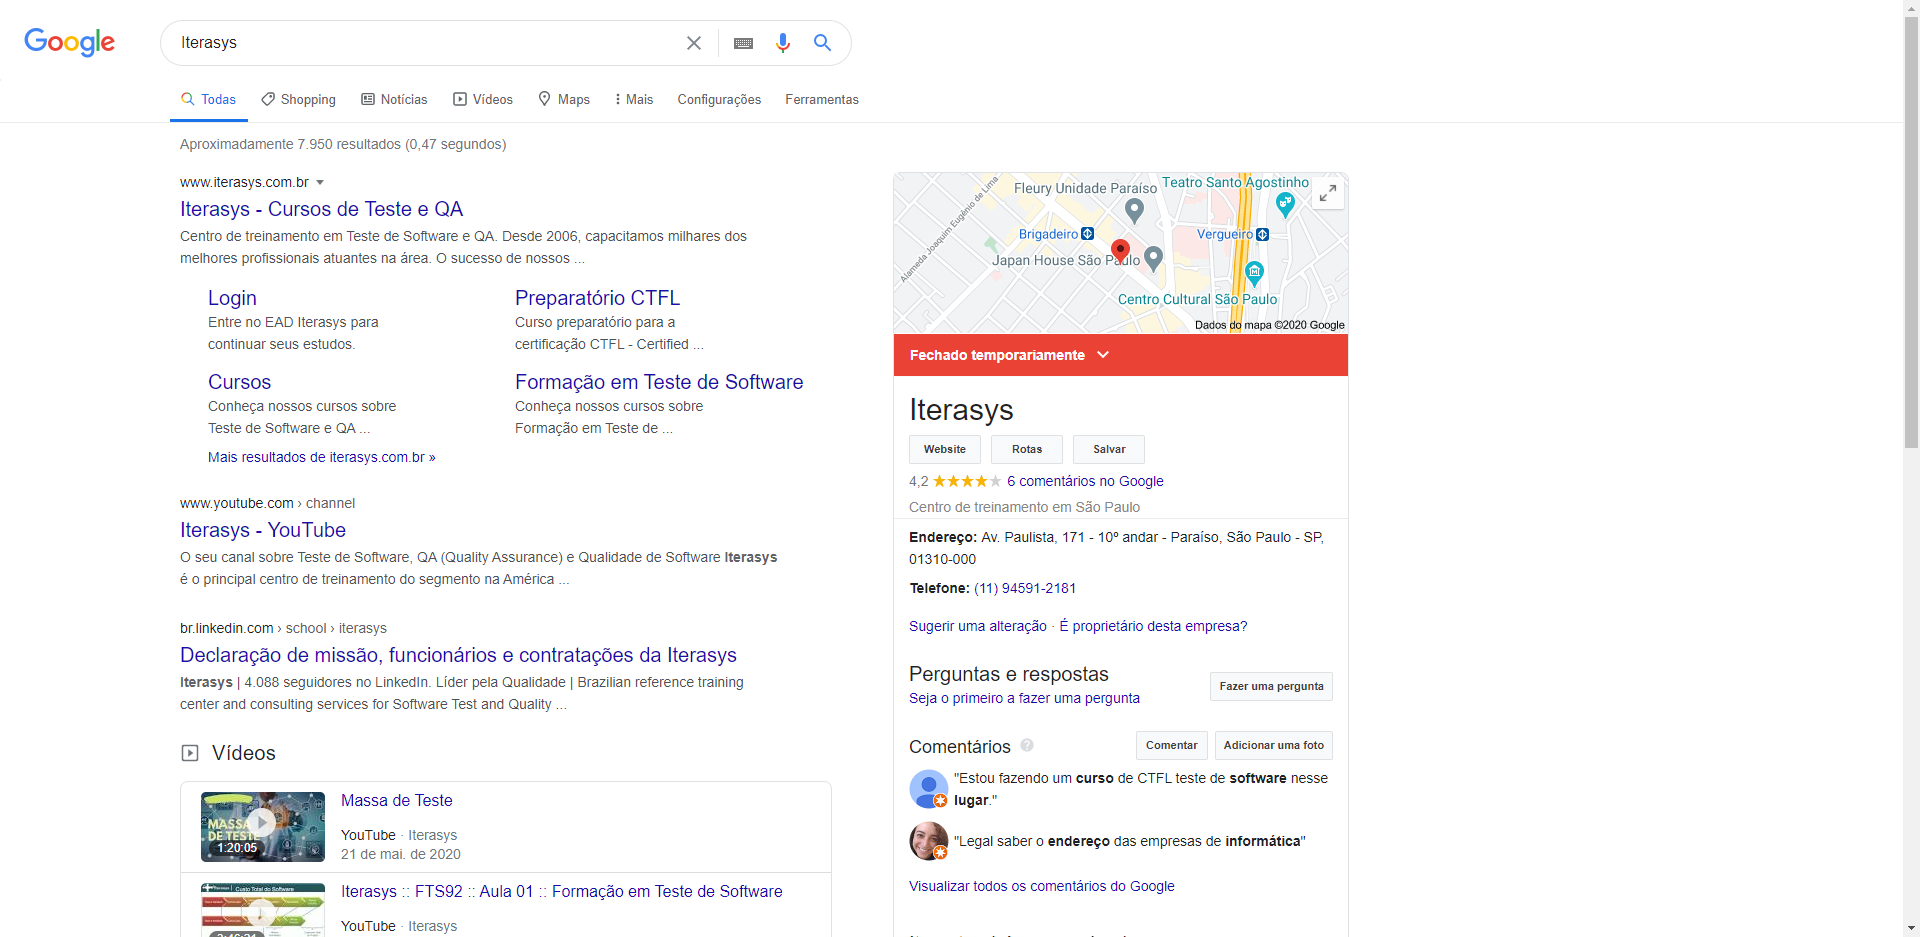 Google
Iterasys
Todas
Shopping
Notícias
Vídeos
Maps
Mais
Configurações
Ferramentas
Aproximadamente 7.950 resultados (0,47 segundos)
www.iterasys.com.br
Iterasys - Cursos de Teste e QA
Centro de treinamento em Teste de Software e QA. Desde 2006, capacitamos milhares dos
melhores profissionais atuantes na área. O sucesso de nossos ...
Login
Entre no EAD Iterasys para
continuar seus estudos.
Preparatório CTFL
Curso preparatório para a
certificação CTFL - Certified ...
Cursos
Conheça nossos cursos sobre
Teste de Software e QA ...
Formação em Teste de Software
Conheça nossos cursos sobre
Formação em Teste de ...
Mais resultados de iterasys.com.br »
www.youtube.com › channel
Iterasys - YouTube
O seu canal sobre Teste de Software, QA (Quality Assurance) e Qualidade de Software Iterasys
é o principal centro de treinamento do segmento na América ...
br.linkedin.com › school › iterasys
Declaração de missão, funcionários e contratações da Iterasys
Iterasys | 4.088 seguidores no LinkedIn. Líder pela Qualidade | Brazilian reference training
center and consulting services for Software Test and Quality ...
Vídeos
MASSA
DE TESTE
1:20:05
Massa de Teste
YouTube · Iterasys
21 de mai. de 2020
Custo Total do Software
Iterasys :: FTS92 :: Aula 01 :: Formação em Teste de Software
YouTube · Iterasys
Alameda Joaquim Eugênio de Lima
Fleury Unidade Paraíso
Teatro Santo Agostinho
Brigadeiro
Vergueiro
Japan House São Paulo
Centro Cultural São Paulo
Dados do mapa ©2020 Google
Fechado temporariamente
Iterasys
Website
Rotas
Salvar
4,2
6 comentários no Google
Centro de treinamento em São Paulo
Endereço: Av. Paulista, 171 - 10º andar - Paraíso, São Paulo - SP,
01310-000
Telefone: (11) 94591-2181
Sugerir uma alteração · É proprietário desta empresa?
Perguntas e respostas
Seja o primeiro a fazer uma pergunta
Fazer uma pergunta
Comentários
?
Comentar
Adicionar uma foto
"Estou fazendo um curso de CTFL teste de software nesse
lugar."
"Legal saber o endereço das empresas de informática"
Visualizar todos os comentários do Google